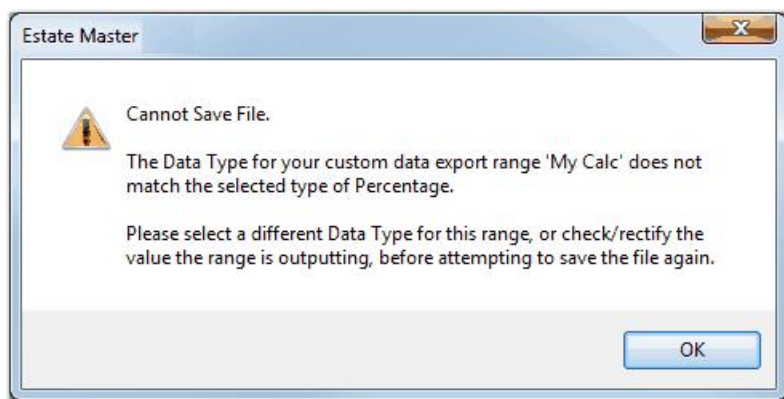 Estate Master
Cannot Save File.
The Data Type for your custom data export range 'My Calc' does not
match the selected type of Percentage.
Please select a different Data Type for this range, or check/rectify the
value the range is outputting, before attempting to save the file again.
OK